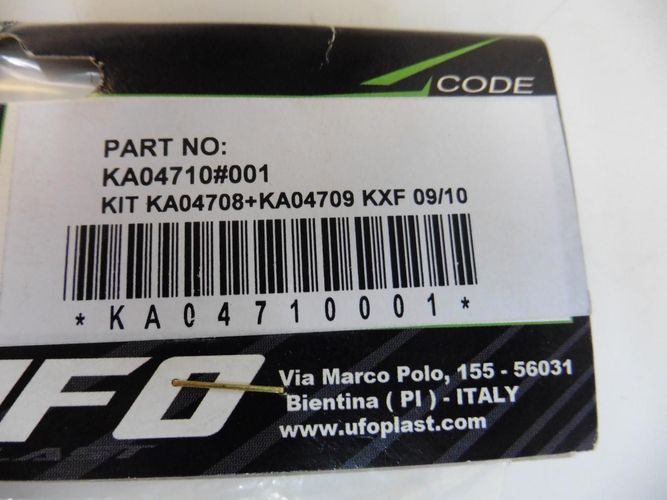 CODE
PART NO:
KA04710#001
KIT KA04708+KA04709 KXF 09/10
*KA04710001*
UFO
PLAST
Via Marco Polo, 155 - 56031
Bientina ( PI ) - ITALY
www.ufoplast.com